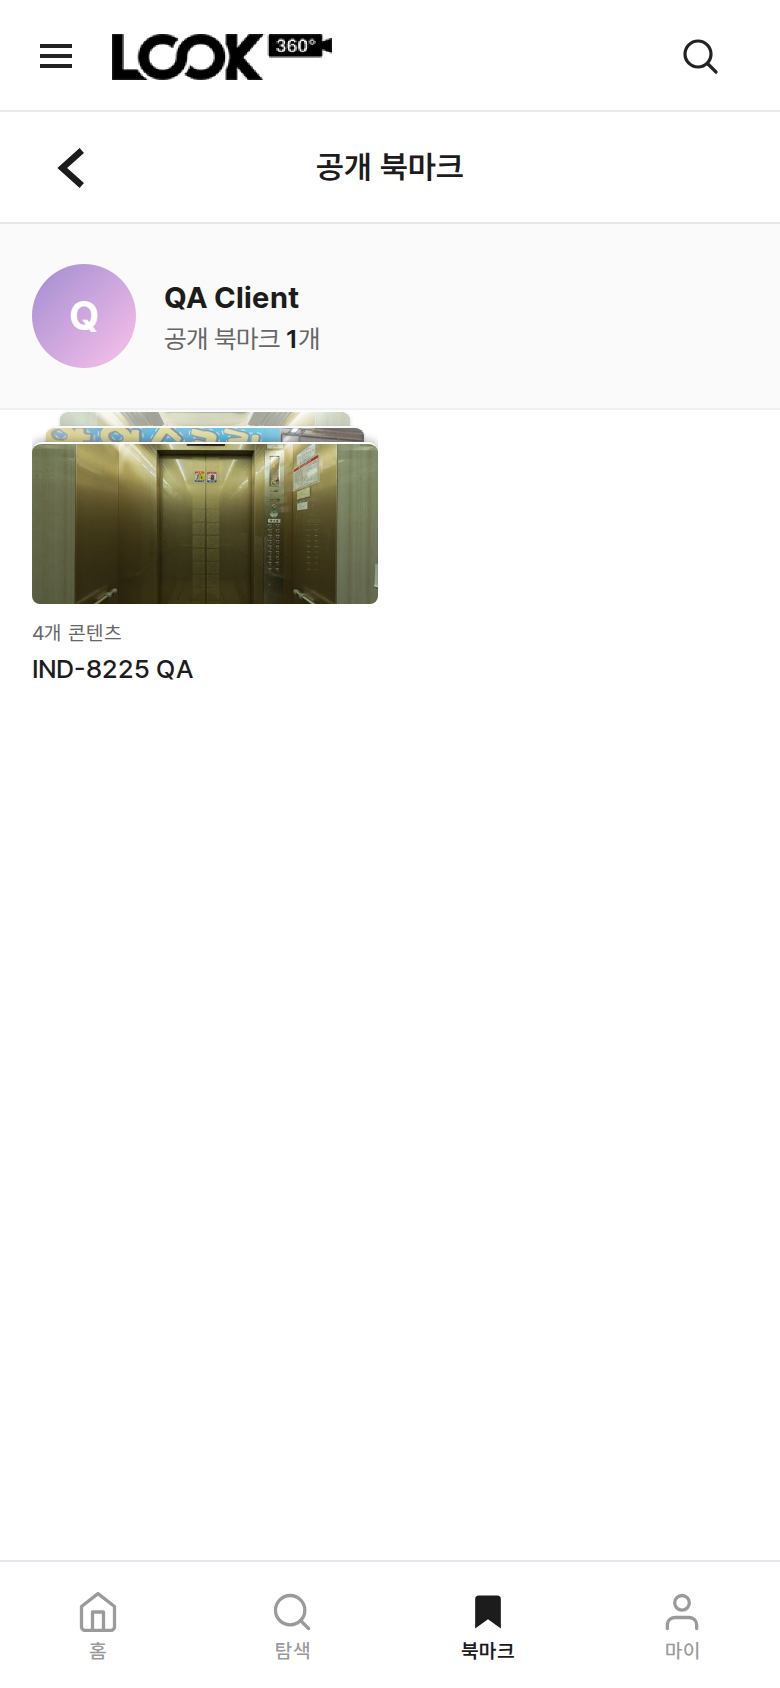 LOOK 360°
공개 북마크
Q
QA Client
공개 북마크 1개
4개 콘텐츠
IND-8225 QA
홈
탐색
북마크
마이